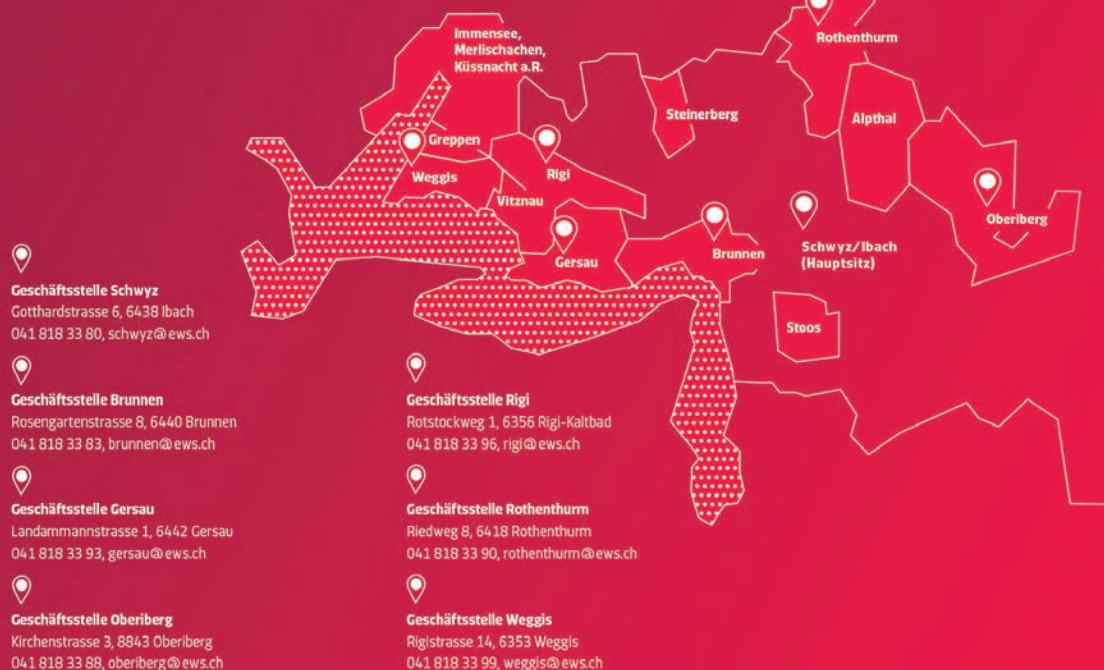 Immensee,
Merlischachen,
Küssnacht a.R.
Rothenthurm
Steinerberg
Alpthal
Greppen
Weggis
Rigi
Vitznau
Oberiberg
Gersau
Brunnen
Schwyz/Ibach
(Hauptsitz)
Stoos
Geschäftsstelle Schwyz
Gotthardstrasse 6, 6438 Ibach
041 818 33 80, schwyz@ews.ch
Geschäftsstelle Brunnen
Rosengartenstrasse 8, 6440 Brunnen
041 818 33 83, brunnen@ews.ch
Geschäftsstelle Gersau
Landammannstrasse 1, 6442 Gersau
041 818 33 93, gersau@ews.ch
Geschäftsstelle Oberiberg
Kirchenstrasse 3, 8843 Oberiberg
041 818 33 88, oberiberg@ews.ch
Geschäftsstelle Rigi
Rotstockweg 1, 6356 Rigi-Kaltbad
041 818 33 96, rigi@ews.ch
Geschäftsstelle Rothenthurm
Riedweg 8, 6418 Rothenthurm
041 818 33 90, rothenthurm@ews.ch
Geschäftsstelle Weggis
Rigistrasse 14, 6353 Weggis
041 818 33 99, weggis@ews.ch